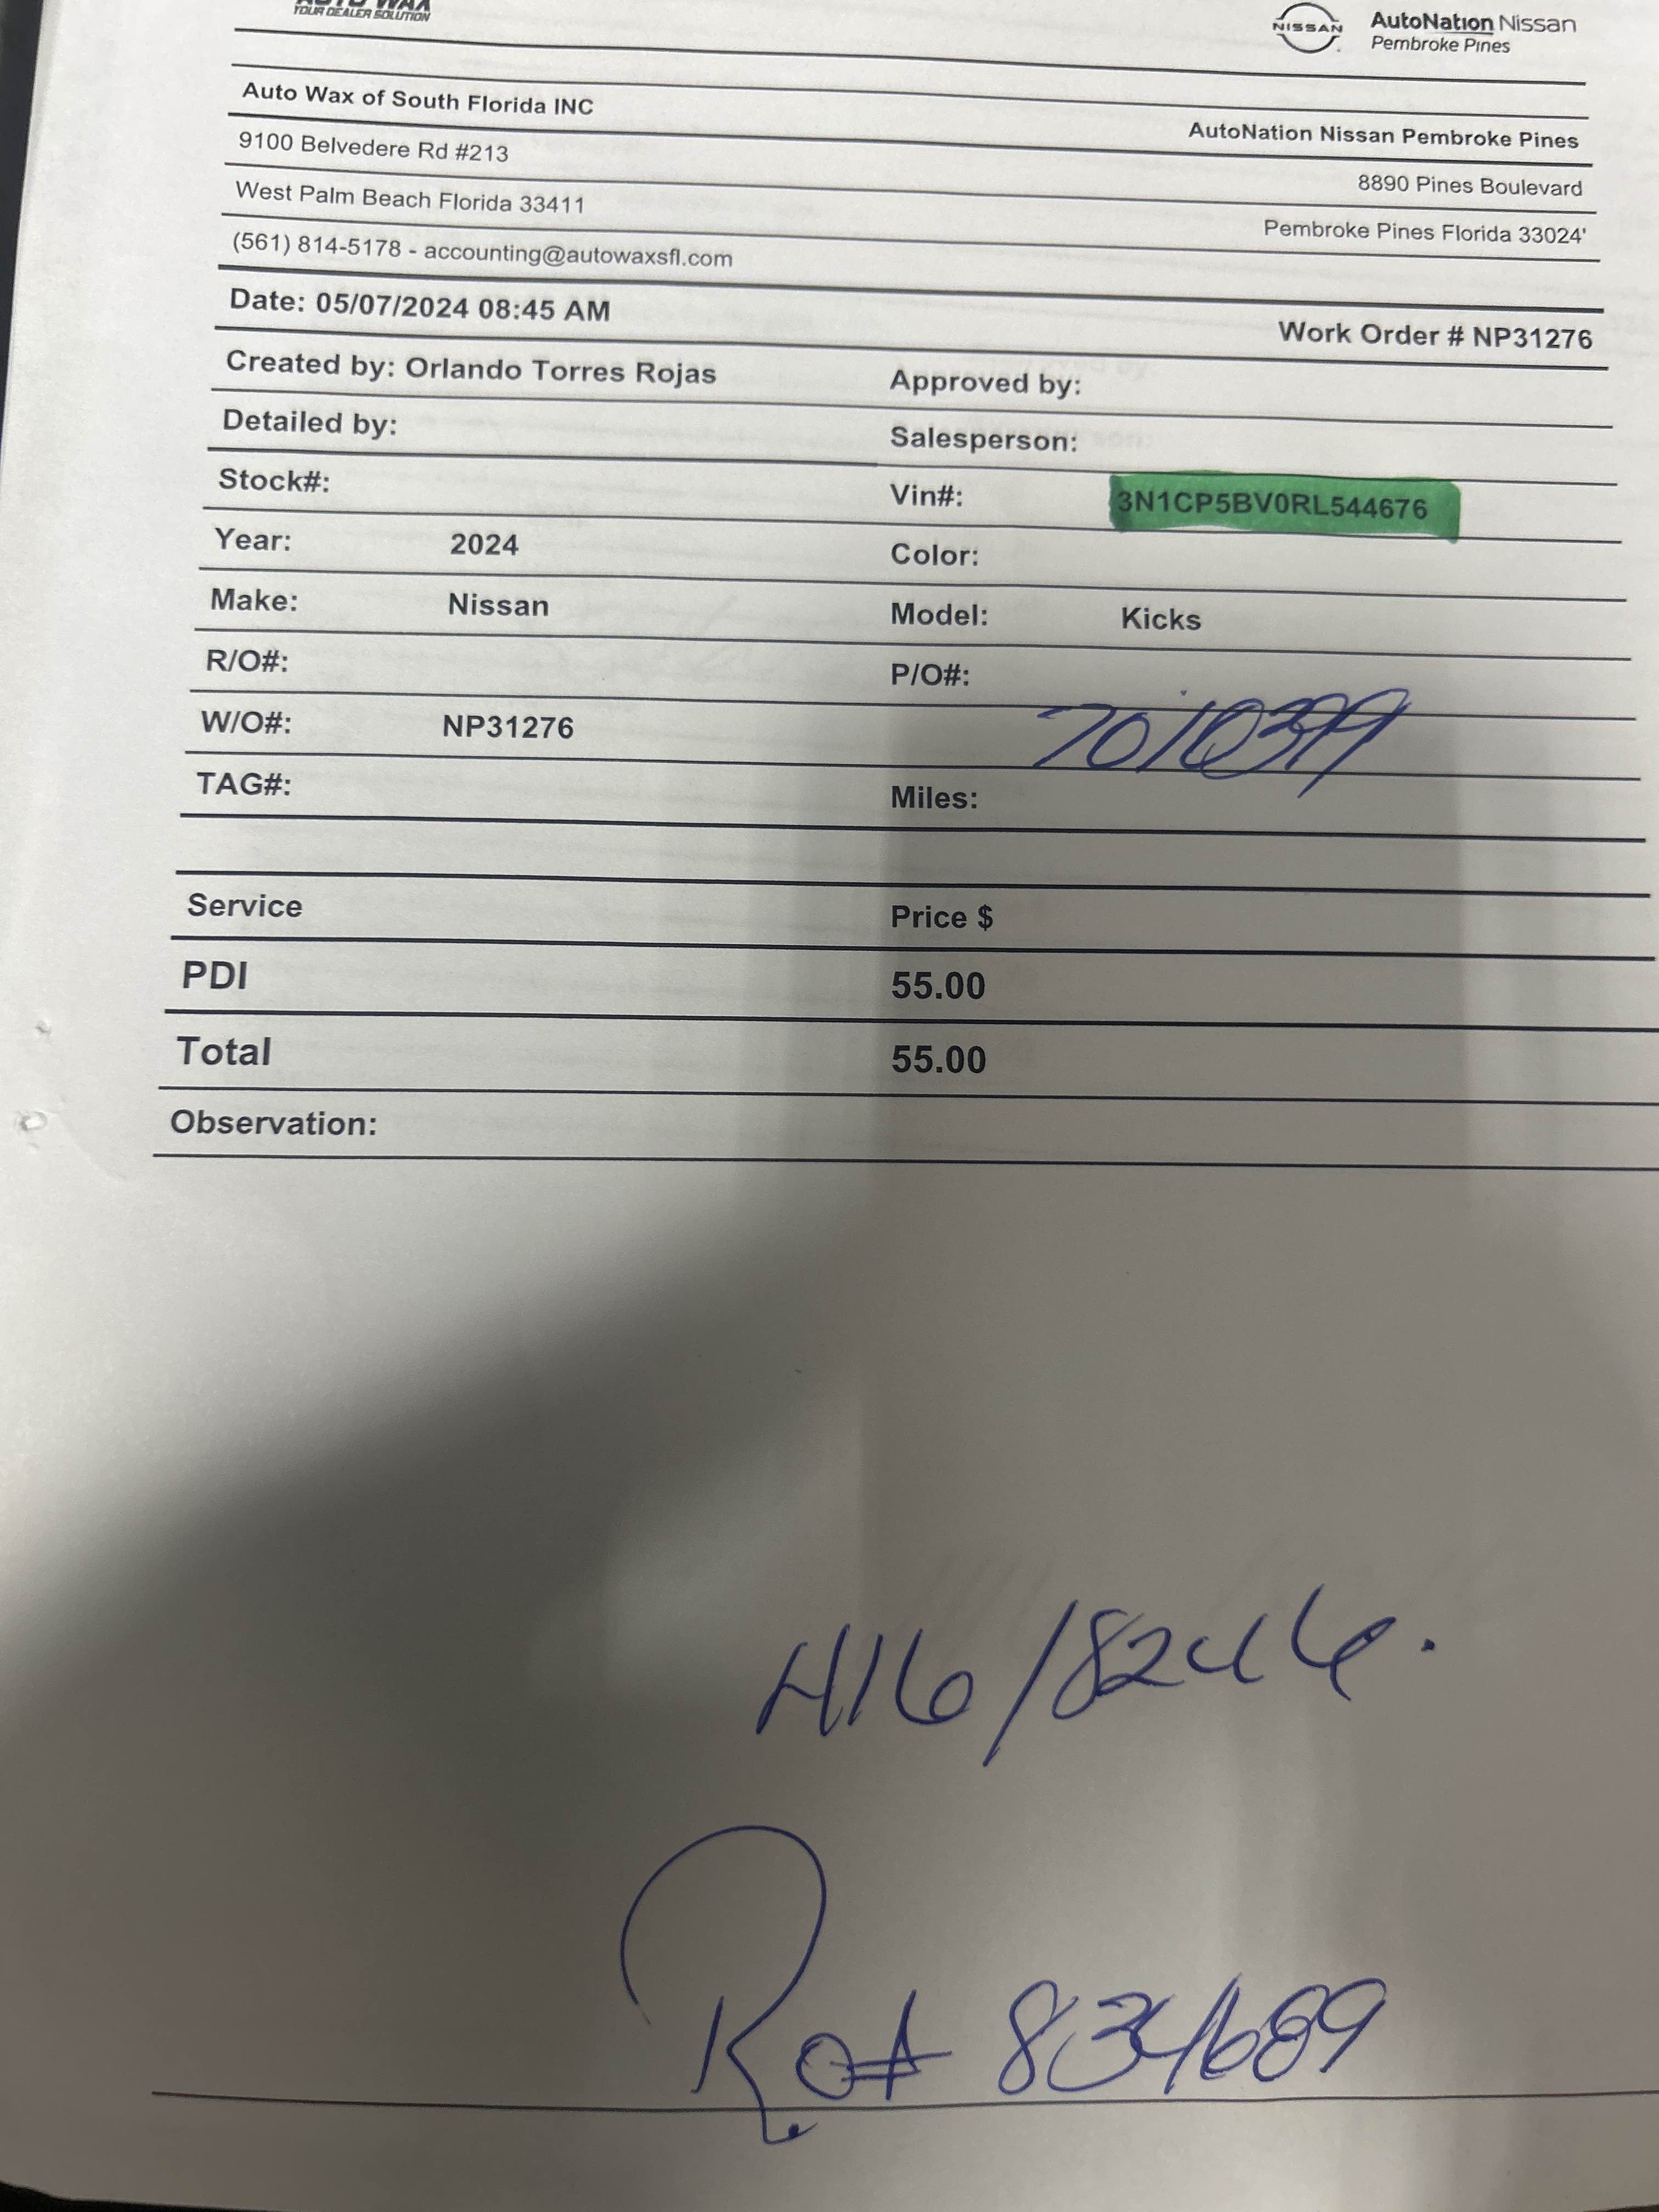 AUTO WAX
YOUR DEALER SOLUTION
NISSAN
AutoNation Nissan
Pembroke Pines
Auto Wax of South Florida INC
AutoNation Nissan Pembroke Pines
9100 Belvedere Rd #213
8890 Pines Boulevard
West Palm Beach Florida 33411
Pembroke Pines Florida 33024'
(561) 814-5178 - accounting@autowaxsfl.com
Date: 05/07/2024 08:45 AM
Work Order # NP31276
Created by: Orlando Torres Rojas
Approved by:
Detailed by:
Salesperson:
Stock#:
Vin#: 3N1CP5BV0RL544676
Year: 2024
Color:
Make: Nissan
Model: Kicks
R/O#:
P/O#:
W/O#: NP31276
TAG#:
Miles:
Service Price $
PDI 55.00
Total 55.00
Observation:
Ro# 834689